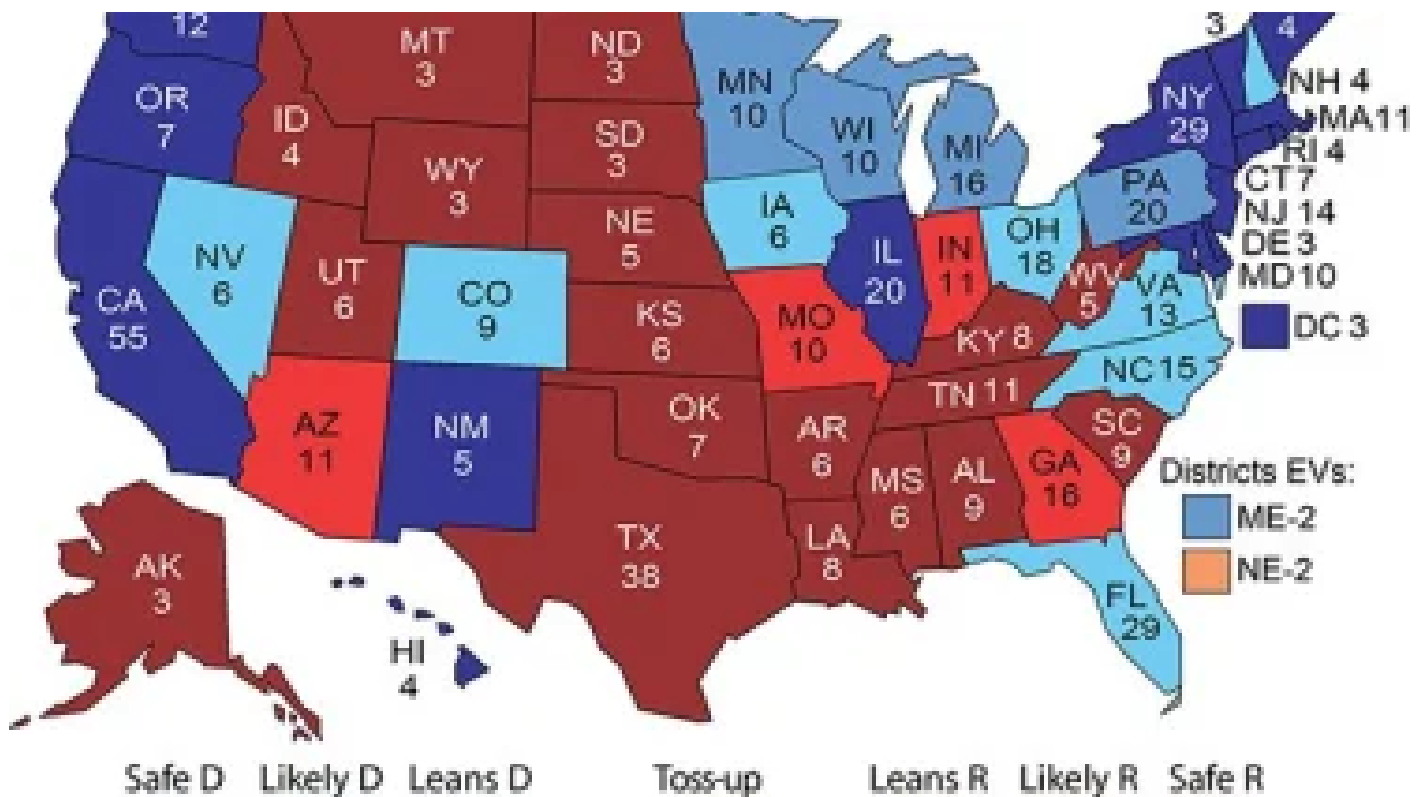 12
MT
3
ND
3
3
4
OR
7
ID
4
MN
10
NH 4
NY
29
MA 11
WY
3
SD
3
WI
10
MI
16
RI 4
PA
20
CT 7
NV
6
NE
5
IA
6
NJ 14
UT
6
IL
20
IN
11
OH
18
DE 3
CA
55
CO
9
WV
5
VA
13
MD 10
KS
6
MO
10
KY 8
DC 3
NC 15
TN 11
AZ
11
NM
5
OK
7
AR
6
SC
9
MS
6
AL
9
GA
16
Districts EVs:
ME-2
NE-2
TX
38
LA
8
AK
3
FL
29
HI
4
Safe D Likely D Leans D Toss-up Leans R Likely R Safe R